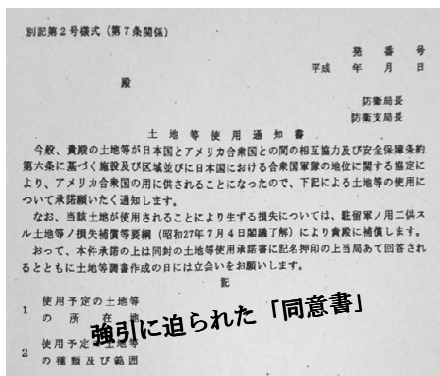 別記第2号様式(第7条関係)
発番号
平成 年 月 日
殿
防衛局長
防衛支局長
土地等使用通知書
今般、貴殿の土地等が日本国とアメリカ合衆国との間の相互協力及び安全保障条約
第六条に基づく施設及び区域並びに日本国における合衆国軍隊の地位に関する協定に
より、アメリカ合衆国の用に供されることになったので、下記による土地等の使用に
ついて承諾願いたく通知します。
なお、当該土地が使用されることにより生ずる損失については、駐留軍ノ用ニ供ス
ル土地等ノ損失補償等要綱(昭和27年7月4日閣議了解)により貴殿に補償します。
おって、本件承諾の上は同封の土地等使用承諾書に記名押印の上当局あて回答され
るとともに土地等調書作成の日には立会いをお願いします。
記
1 使用予定の土地等
の所在地
強引に迫られた「同意書」
2 使用予定の土地等
の種類及び範囲